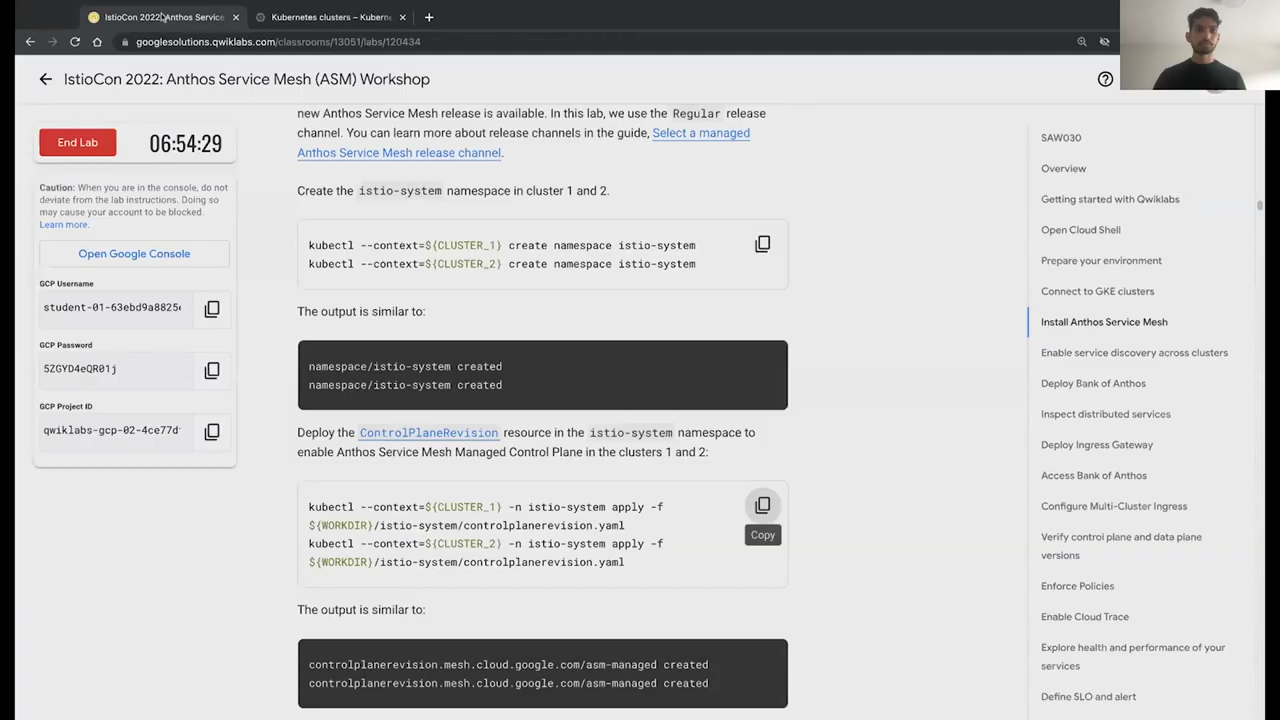 IstioCon 2022: Anthos Service
Kubernetes clusters – Kuberne
googlesolutions.qwiklabs.com/classrooms/13051/labs/120434
IstioCon 2022: Anthos Service Mesh (ASM) Workshop
End Lab
06:54:29
Caution: When you are in the console, do not
deviate from the lab instructions. Doing so
may cause your account to be blocked.
Learn more.
Open Google Console
GCP Username
student-01-63ebd9a8825
GCP Password
5ZGYD4eQR01j
GCP Project ID
qwiklabs-gcp-02-4ce77d
new Anthos Service Mesh release is available. In this lab, we use the Regular release
channel. You can learn more about release channels in the guide, Select a managed
Anthos Service Mesh release channel.
Create the istio-system namespace in cluster 1 and 2.
kubectl --context=${CLUSTER_1} create namespace istio-system
kubectl --context=${CLUSTER_2} create namespace istio-system
The output is similar to:
namespace/istio-system created
namespace/istio-system created
Deploy the ControlPlaneRevision resource in the istio-system namespace to
enable Anthos Service Mesh Managed Control Plane in the clusters 1 and 2:
kubectl --context=${CLUSTER_1} -n istio-system apply -f
${WORKDIR}/istio-system/controlplanerevision.yaml
kubectl --context=${CLUSTER_2} -n istio-system apply -f
${WORKDIR}/istio-system/controlplanerevision.yaml
Copy
The output is similar to:
controlplanerevision.mesh.cloud.google.com/asm-managed created
controlplanerevision.mesh.cloud.google.com/asm-managed created
SAW030
Overview
Getting started with Qwiklabs
Open Cloud Shell
Prepare your environment
Connect to GKE clusters
Install Anthos Service Mesh
Enable service discovery across clusters
Deploy Bank of Anthos
Inspect distributed services
Deploy Ingress Gateway
Access Bank of Anthos
Configure Multi-Cluster Ingress
Verify control plane and data plane
versions
Enforce Policies
Enable Cloud Trace
Explore health and performance of your
services
Define SLO and alert